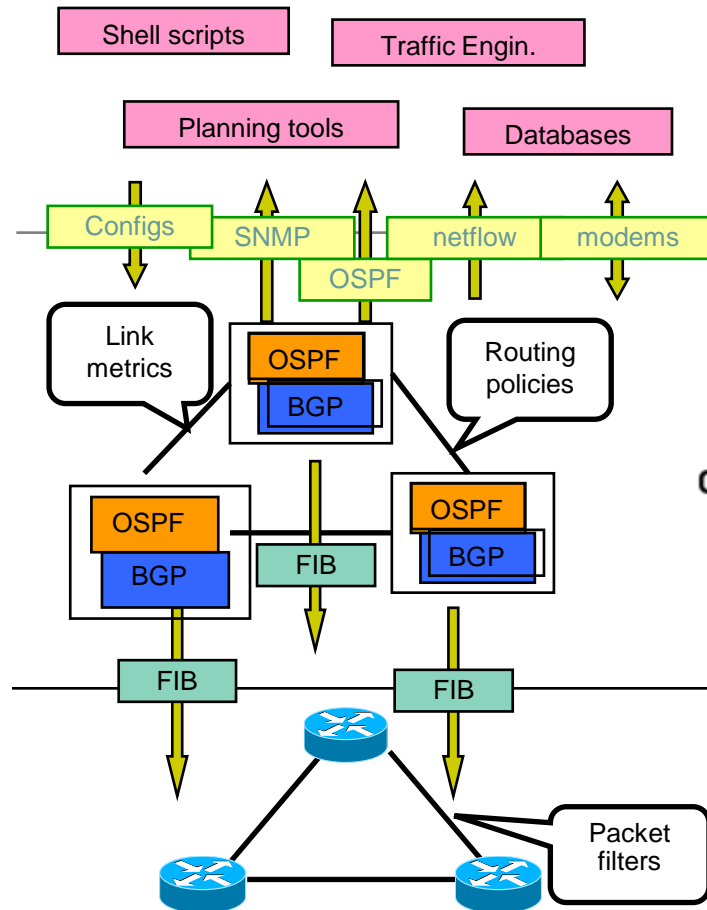 Shell scripts
Traffic Engin.
Planning tools
Databases
Configs
SNMP
netflow
modems
OSPF
Link
metrics
OSPF
BGP
Routing
policies
OSPF
BGP
FIB
OSPF
BGP
FIB
FIB
Packet
filters